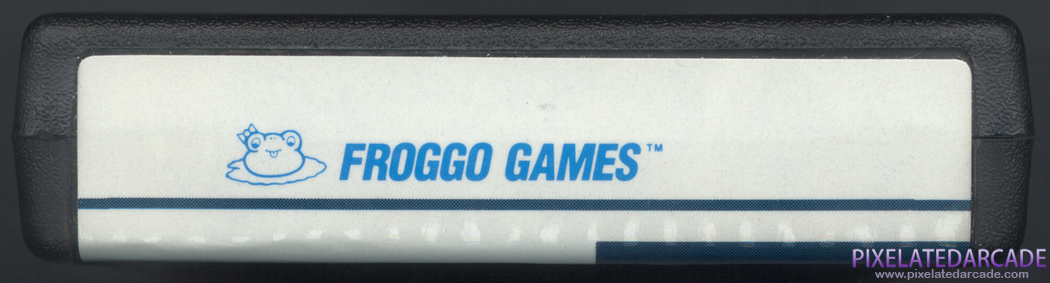 FROGGO GAMES™
PIXELATEDARCADE
www.pixelatedarcade.com